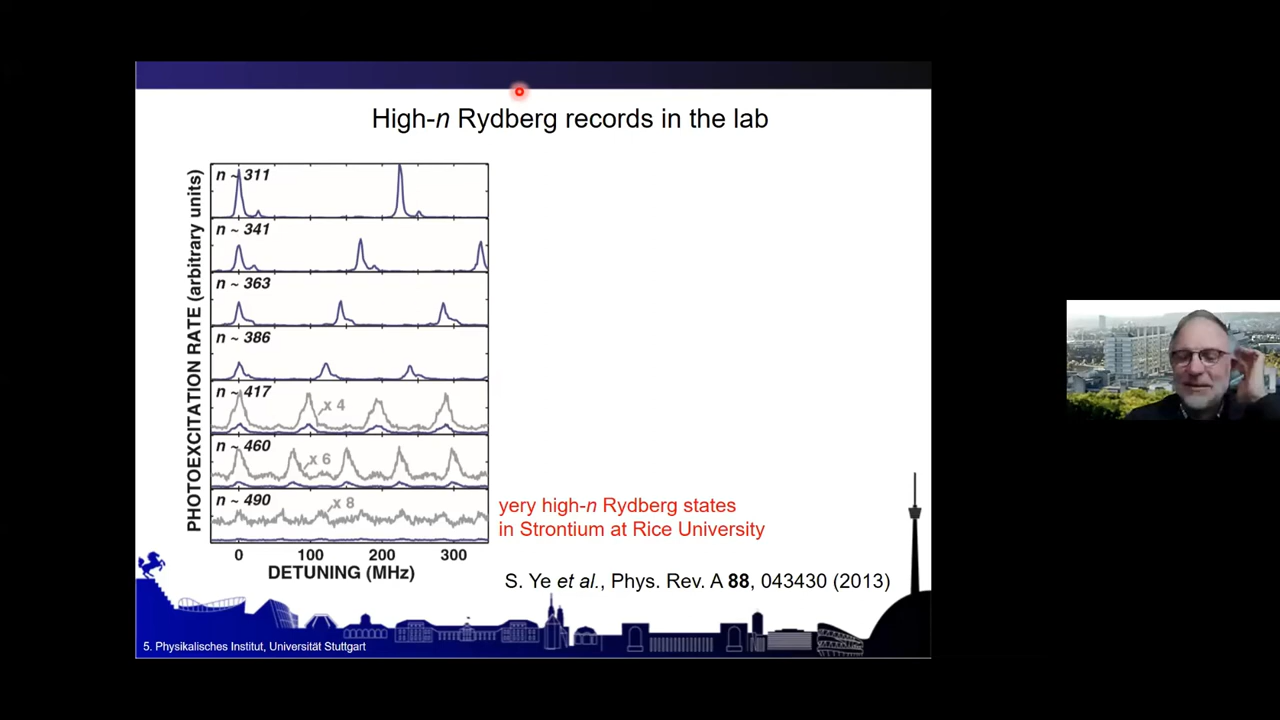 High-n Rydberg records in the lab
PHOTOEXCITATION RATE (arbitrary units)
n ~ 311
n ~ 341
n ~ 363
n ~ 386
n ~ 417
x 4
n ~ 460
x 6
n ~ 490
x 8
0 100 200 300
DETUNING (MHz)
yery high-n Rydberg states
in Strontium at Rice University
S. Ye et al., Phys. Rev. A 88, 043430 (2013)
5. Physikalisches Institut, Universität Stuttgart